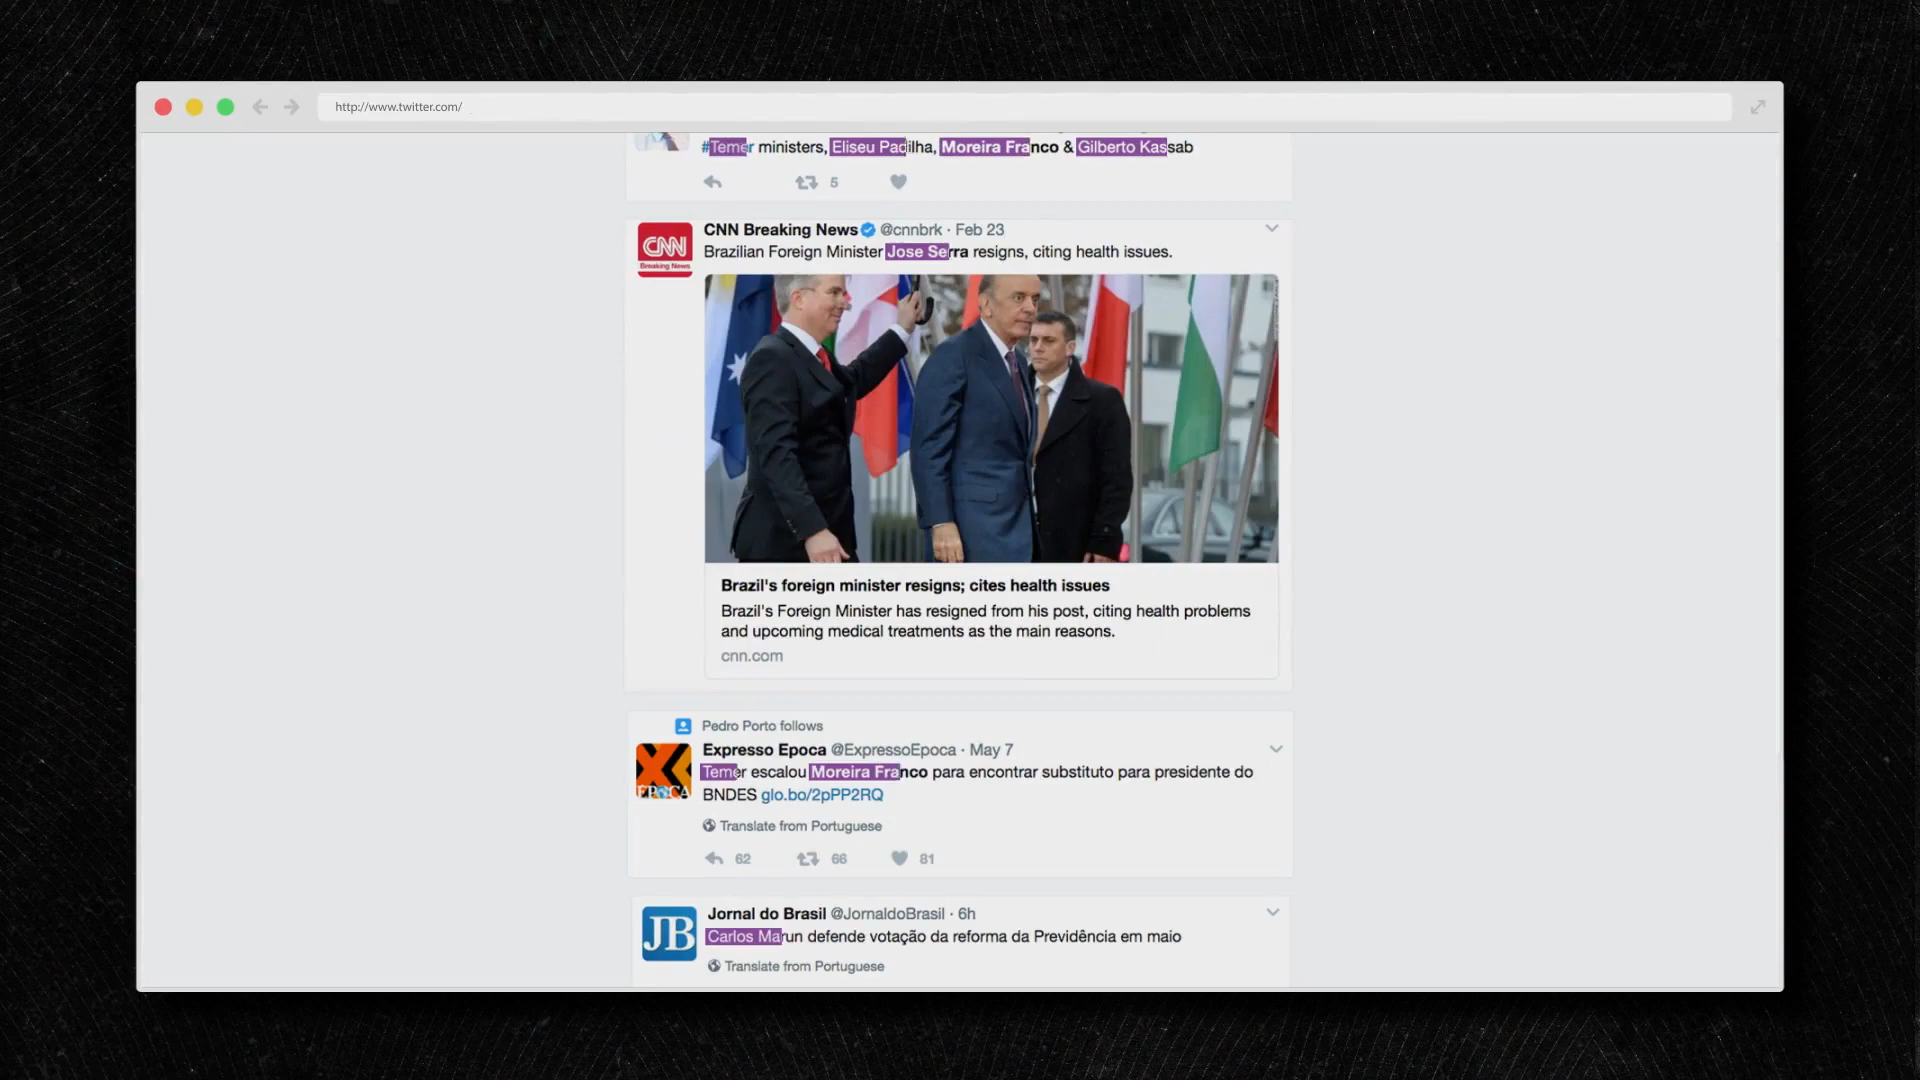 http://www.twitter.com/
#Temer ministers, Eliseu Padilha, Moreira Franco & Gilberto Kassab
5
CNN Breaking News @cnnbrk · Feb 23
CNN
Breaking News
Brazilian Foreign Minister Jose Serra resigns, citing health issues.
Brazil's foreign minister resigns; cites health issues
Brazil's Foreign Minister has resigned from his post, citing health problems
and upcoming medical treatments as the main reasons.
cnn.com
Pedro Porto follows
Expresso Epoca @ExpressoEpoca · May 7
EPOCA
Temer escalou Moreira Franco para encontrar substituto para presidente do
BNDES glo.bo/2pPP2RQ
Translate from Portuguese
62 66 81
Jornal do Brasil @JornaldoBrasil · 6h
JB
Carlos Marun defende votação da reforma da Previdência em maio
Translate from Portuguese